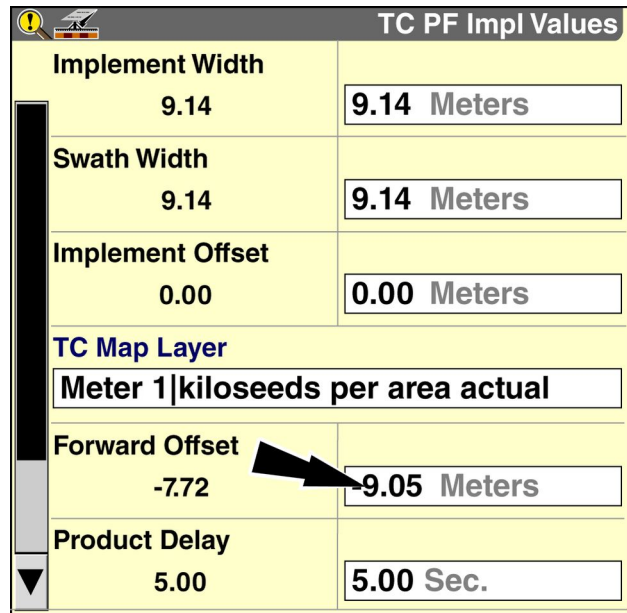 TC PF Impl Values
Implement Width
9.14
9.14 Meters
Swath Width
9.14
9.14 Meters
Implement Offset
0.00
0.00 Meters
TC Map Layer
Meter 1|kiloseeds per area actual
Forward Offset
-7.72
-9.05 Meters
Product Delay
5.00
5.00 Sec.